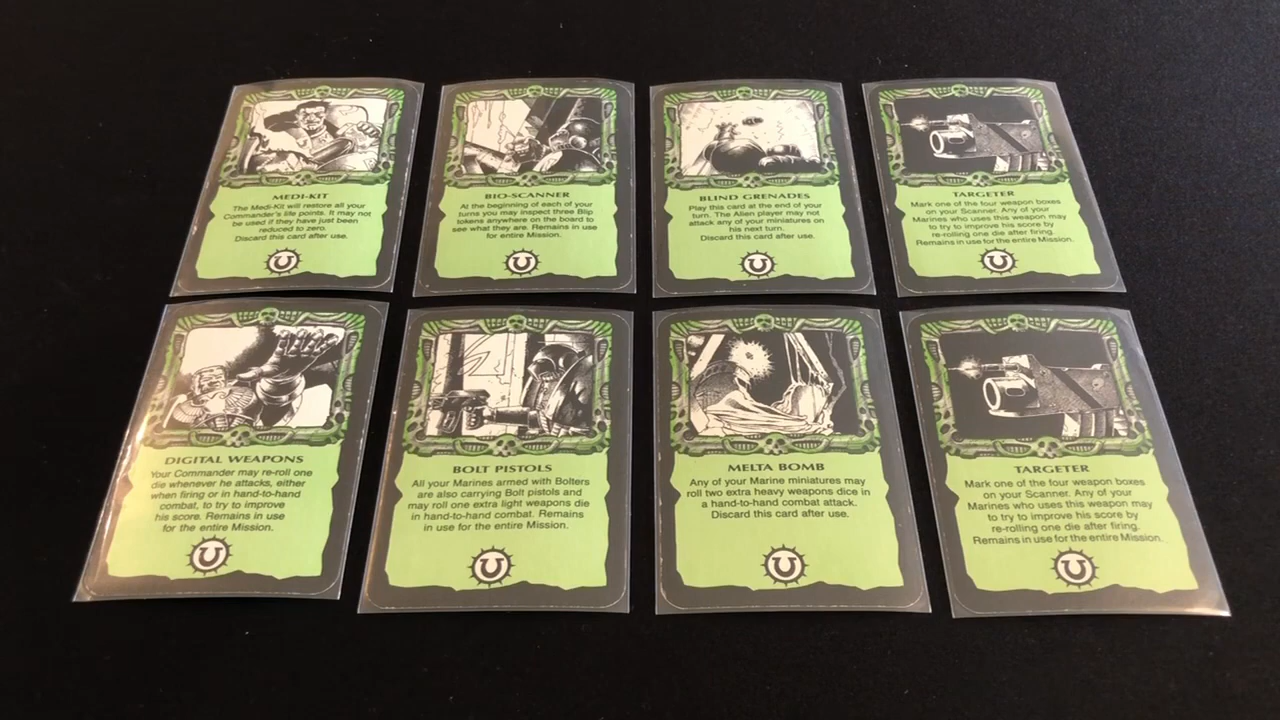 MEDI-KIT
The Medi-Kit will restore all your
Commander's life points. It may not
be used if they have just been
reduced to zero.
Discard this card after use.
BIO-SCANNER
At the beginning of each of your
turns you may inspect three Blip
tokens anywhere on the board to
see what they are. Remains in use
for entire Mission.
BLIND GRENADES
Play this card at the end of your
turn. The Alien player may not
attack any of your miniatures on
his next turn.
Discard this card after use.
TARGETER
Mark one of the four weapon boxes
on your Scanner. Any of your
Marines who uses this weapon may
to try to improve his score by
re-rolling one die after firing.
Remains in use for the entire Mission.
DIGITAL WEAPONS
Your Commander may re-roll one
die whenever he attacks, either
when firing or in hand-to-hand
combat, to try to improve
his score. Remains in use
for the entire Mission.
BOLT PISTOLS
All your Marines armed with Bolters
are also carrying Bolt pistols and
may roll one extra light weapons die
in hand-to-hand combat. Remains
in use for the entire Mission.
MELTA BOMB
Any of your Marine miniatures may
roll two extra heavy weapons dice in
a hand-to-hand combat attack.
Discard this card after use.
TARGETER
Mark one of the four weapon boxes
on your Scanner. Any of your
Marines who uses this weapon may
to try to improve his score by
re-rolling one die after firing.
Remains in use for the entire Mission.